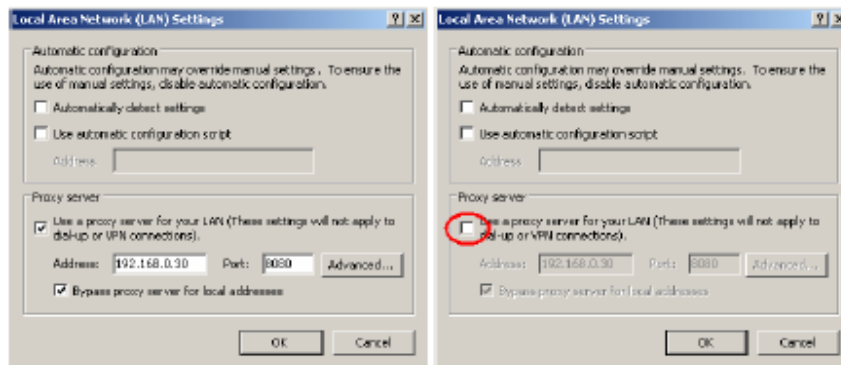 Local Area Network (LAN) Settings
Automatic configuration
Automatic configuration may override manual settings. To ensure the
use of manual settings, disable automatic configuration.
Automatically detect settings
Use automatic configuration script
Address
Proxy server
Use a proxy server for your LAN (These settings will not apply to
dial-up or VPN connections).
Address: 192.168.0.30 Port: 8080 Advanced...
Bypass proxy server for local addresses
OK Cancel
Local Area Network (LAN) Settings
Automatic configuration
Automatic configuration may override manual settings. To ensure the
use of manual settings, disable automatic configuration.
Automatically detect settings
Use automatic configuration script
Address
Proxy server
Use a proxy server for your LAN (These settings will not apply to
dial-up or VPN connections).
Address: 192.168.0.30 Port: 8080 Advanced...
Bypass proxy server for local addresses
OK Cancel